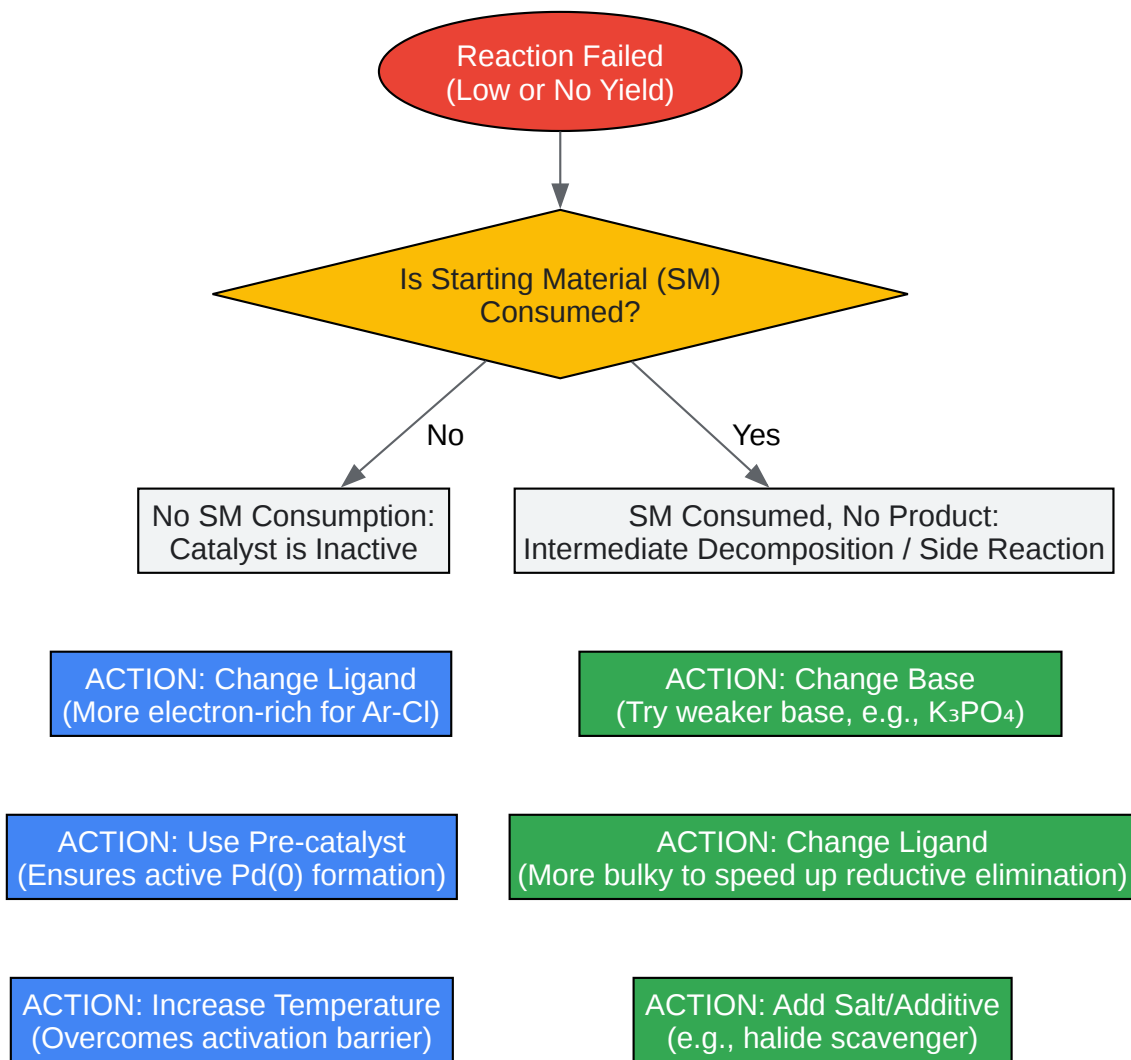 Reaction Failed
(Low or No Yield)
Is Starting Material (SM)
Consumed?
No
Yes
No SM Consumption:
Catalyst is Inactive
SM Consumed, No Product:
Intermediate Decomposition / Side Reaction
ACTION: Change Ligand
(More electron-rich for Ar-Cl)
ACTION: Change Base
(Try weaker base, e.g., K₃PO₄)
ACTION: Use Pre-catalyst
(Ensures active Pd(0) formation)
ACTION: Change Ligand
(More bulky to speed up reductive elimination)
ACTION: Increase Temperature
(Overcomes activation barrier)
ACTION: Add Salt/Additive
(e.g., halide scavenger)